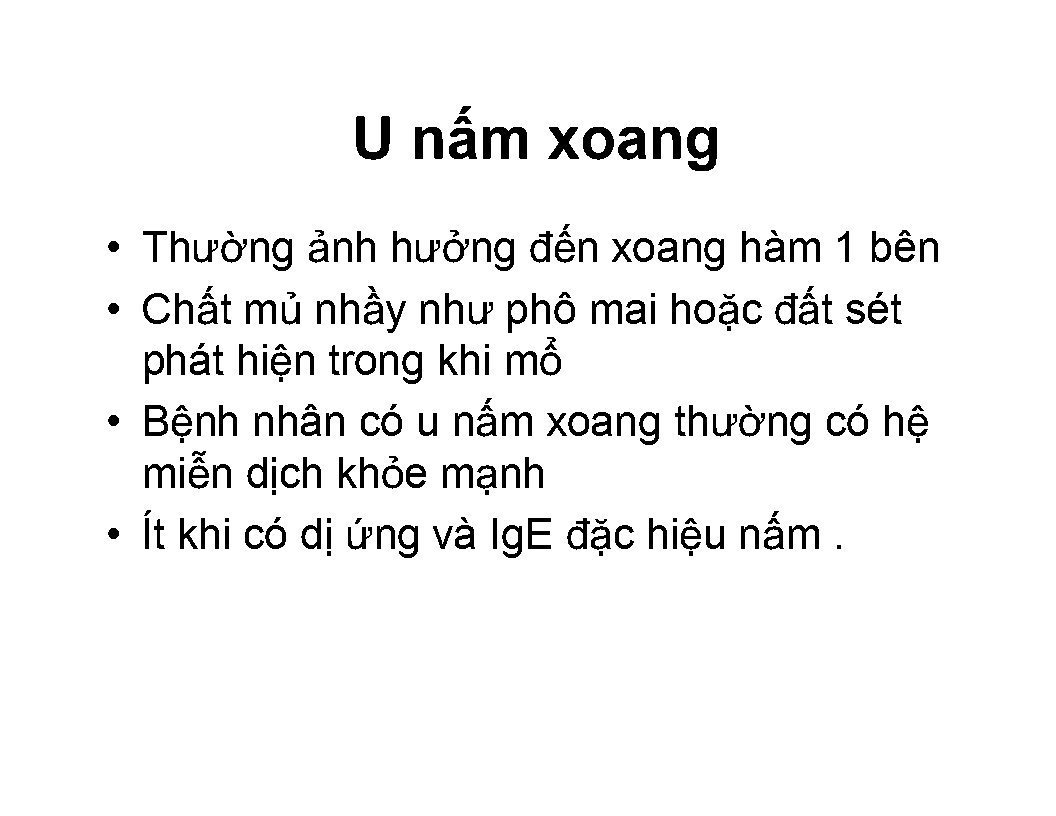 U nấm xoang
• Thường ảnh hưởng đến xoang hàm 1 bên
• Chất mủ nhầy như phô mai hoặc đất sét
phát hiện trong khi mổ
• Bệnh nhân có u nấm xoang thường có hệ
miễn dịch khỏe mạnh
• Ít khi có dị ứng và IgE đặc hiệu nấm .